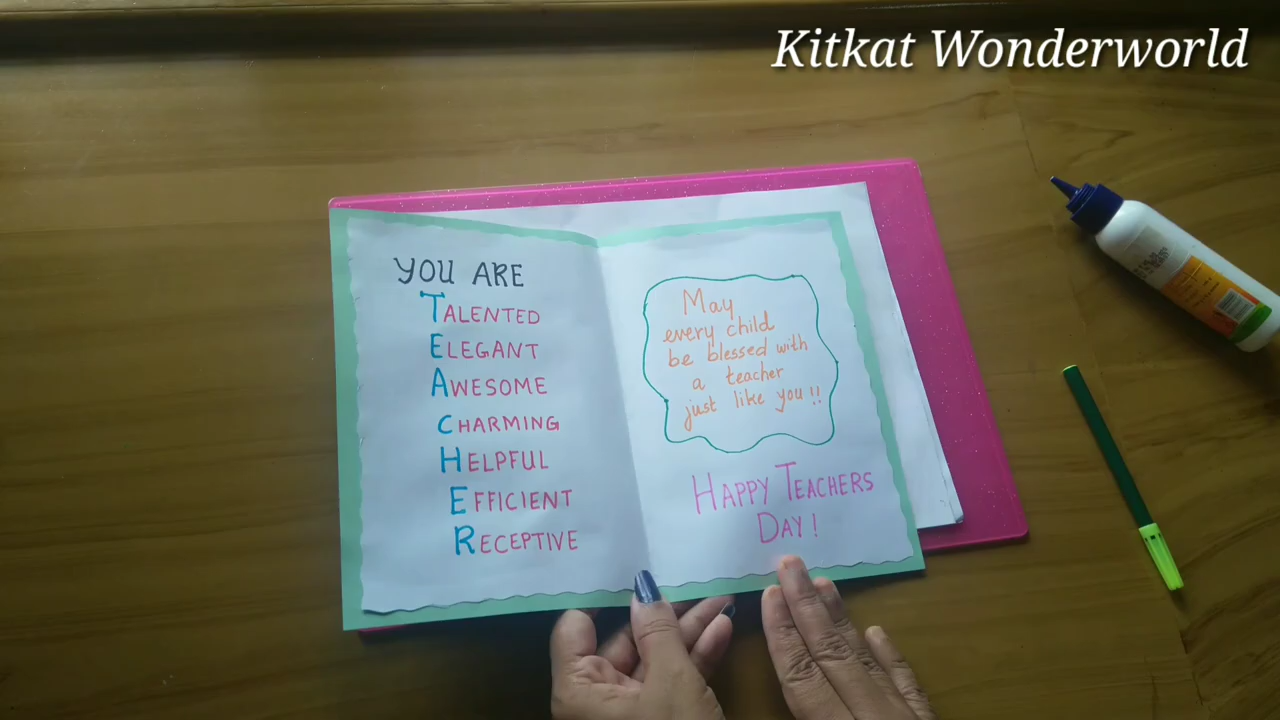 Kitkat Wonderworld
YOU ARE
TALENTED
ELEGANT
AWESOME
CHARMING
HELPFUL
EFFICIENT
RECEPTIVE
May
every child
be blessed with
a teacher
just like you !!
HAPPY TEACHERS
DAY!